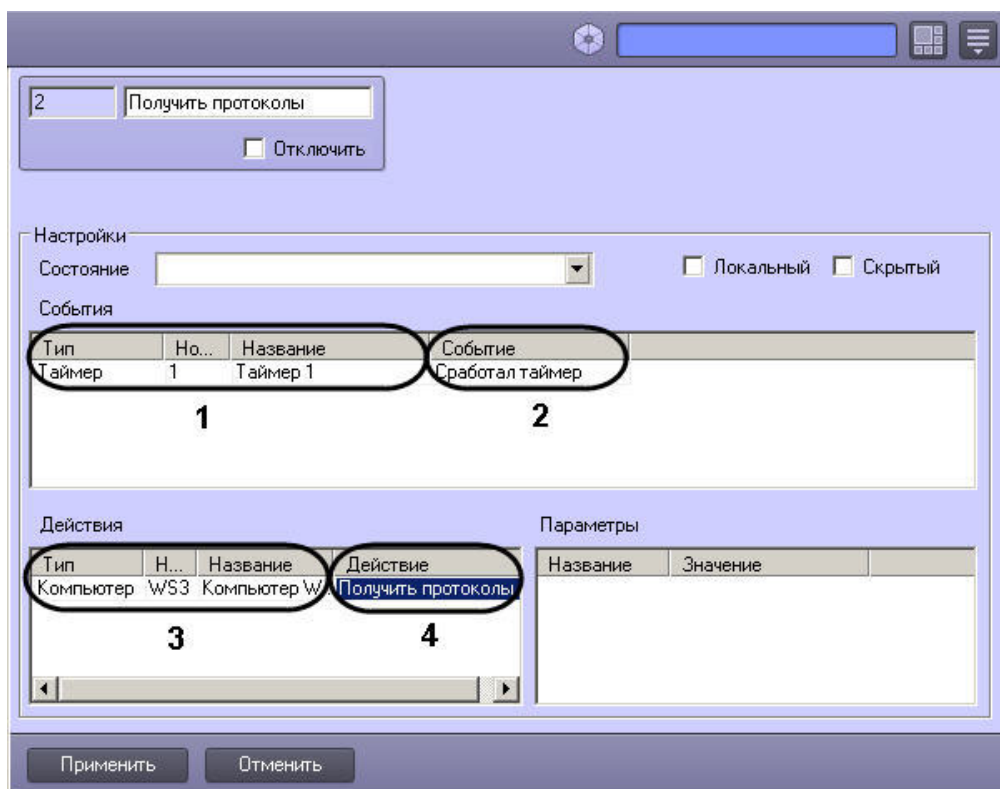 2 Получить протоколы
Отключить
Настройки
Состояние Локальный Скрытый
События
Тип Но... Название Событие
Таймер 1 Таймер 1 Сработал таймер
1 2
Действия Параметры
Тип Н... Название Действие Название Значение
Компьютер WS3 Компьютер W... Получить протоколы
3 4
Применить Отменить